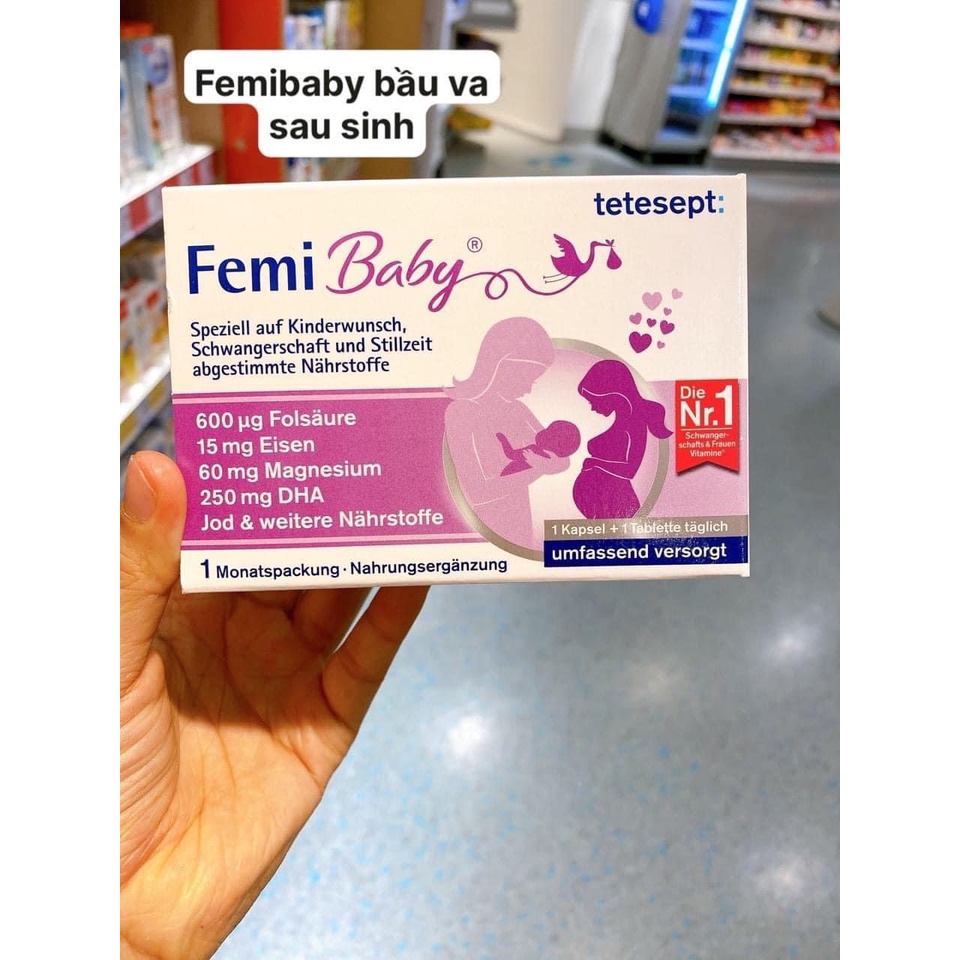 Femibaby bầu va
sau sinh
tetesept:
Femi Baby®
Speziell auf Kinderwunsch,
Schwangerschaft und Stillzeit
abgestimmte Nährstoffe
600 µg Folsäure
15 mg Eisen
60 mg Magnesium
250 mg DHA
Jod & weitere Nährstoffe
Die
Nr.1
Schwanger-
schafts & Frauen
Vitamine*
1 Kapsel + 1 Tablette täglich
umfassend versorgt
1 Monatspackung · Nahrungsergänzung